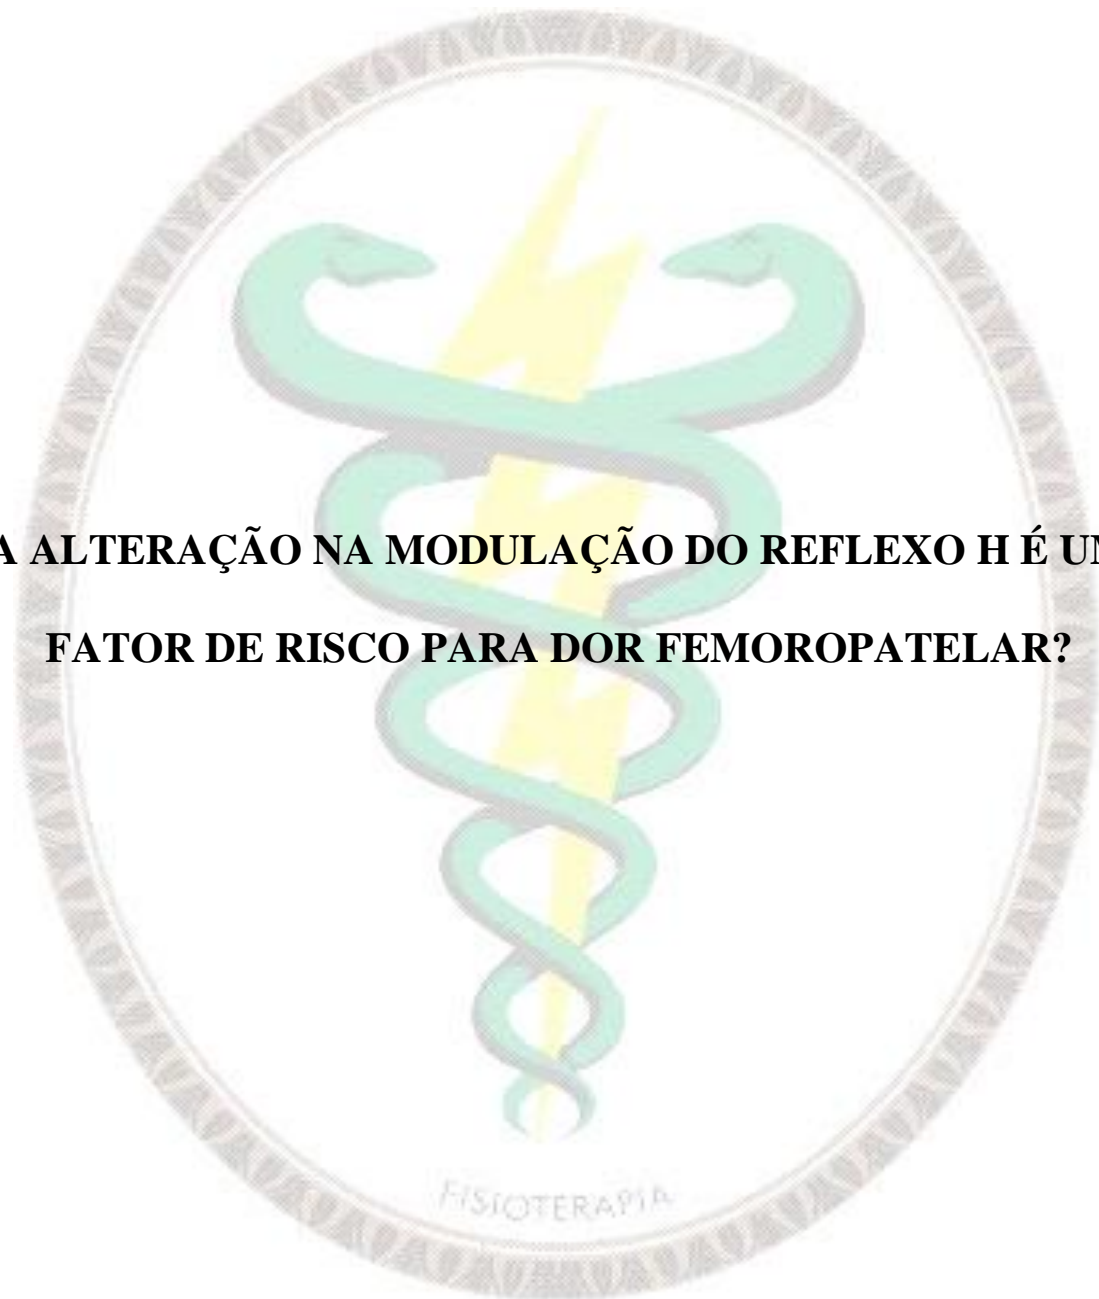 A ALTERAÇÃO NA MODULAÇÃO DO REFLEXO H É UM
FATOR DE RISCO PARA DOR FEMOROPATELAR?
FISIOTERAPIA